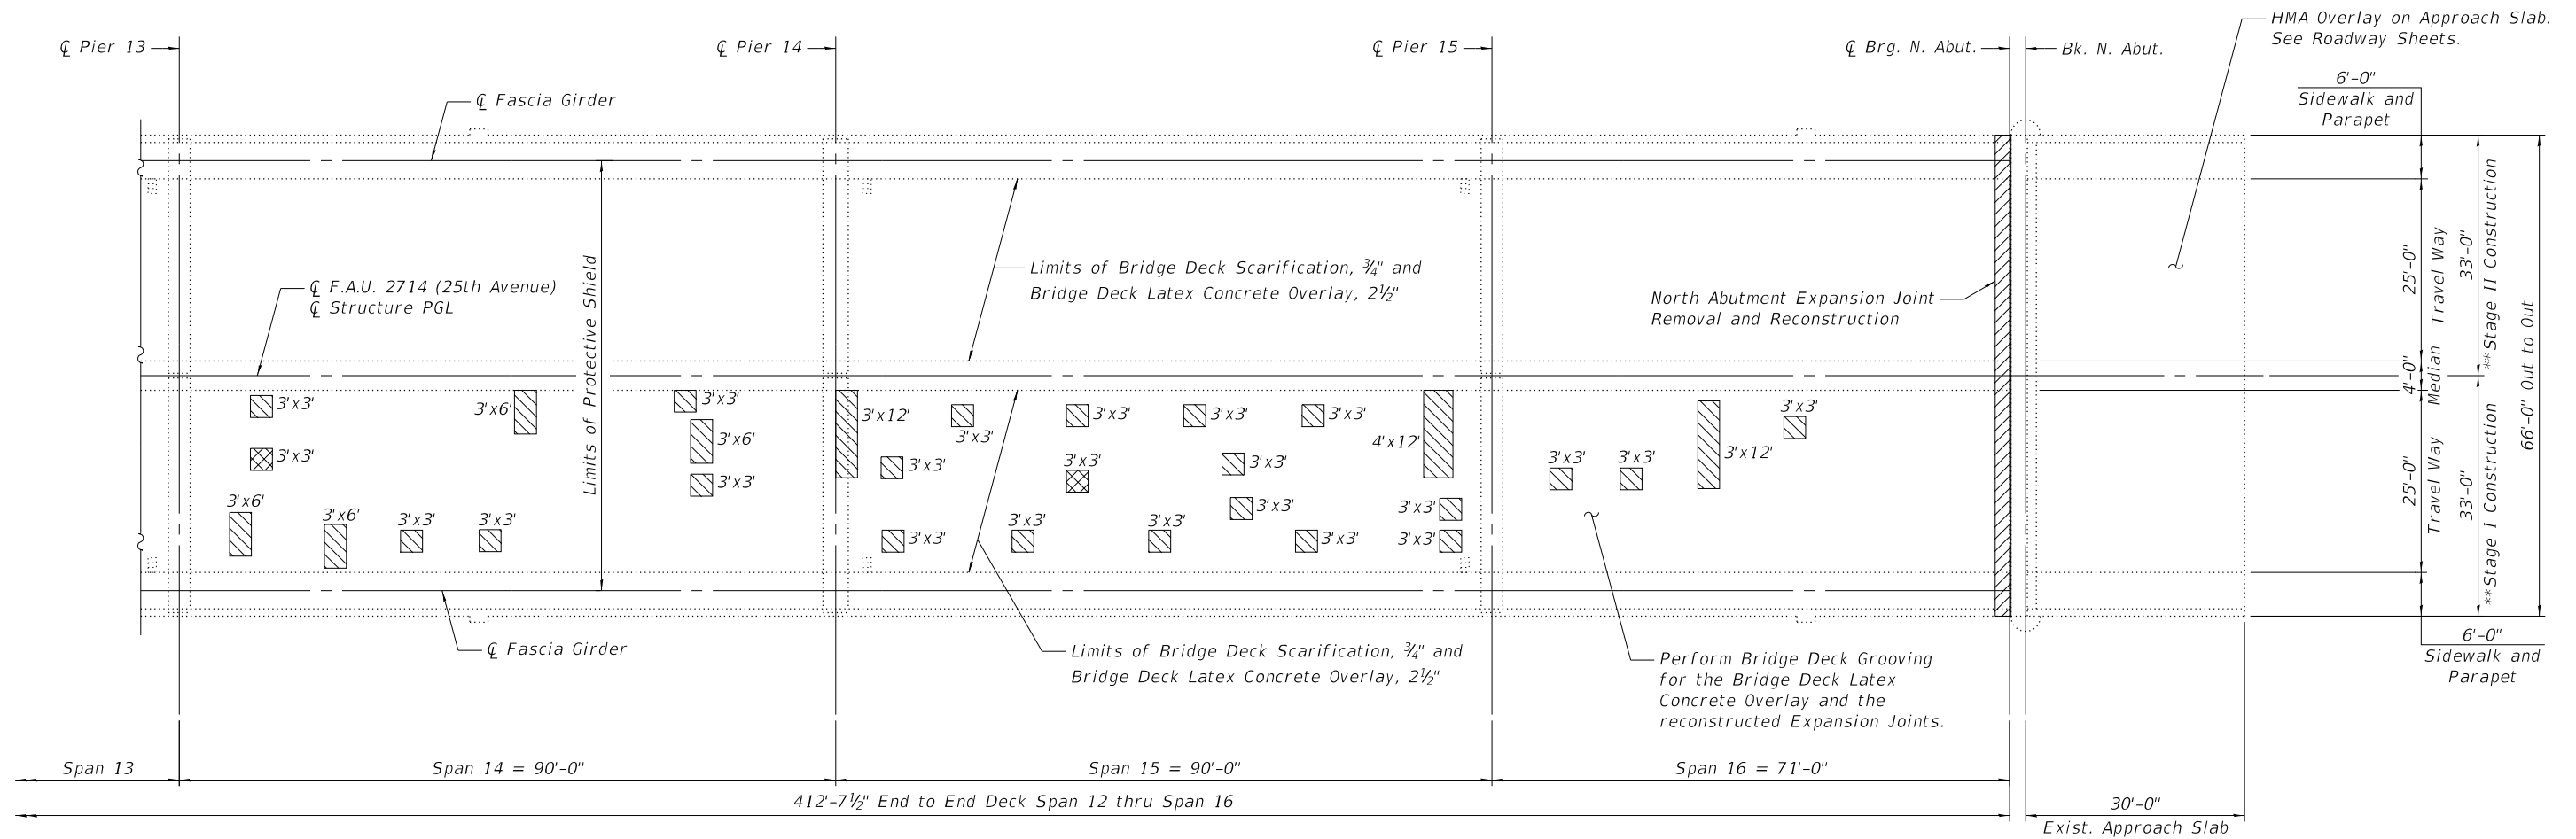 ℄ Pier 13
℄ Pier 14
℄ Pier 15
℄ Brg. N. Abut.
Bk. N. Abut.
HMA Overlay on Approach Slab.
See Roadway Sheets.
6'-0"
Sidewalk and
Parapet
℄ Fascia Girder
℄ F.A.U. 2714 (25th Avenue)
℄ Structure PGL
Limits of Protective Shield
Limits of Bridge Deck Scarification, ¾" and
Bridge Deck Latex Concrete Overlay, 2½"
North Abutment Expansion Joint
Removal and Reconstruction
25'-0"
Travel Way
33'-0"
**Stage II Construction
4'-0"
Median
66'-0" Out to Out
25'-0"
Travel Way
33'-0"
**Stage I Construction
3'x3'
3'x6'
3'x3'
3'x12'
3'x3'
3'x3'
3'x3'
3'x3'
4'x12'
3'x3'
3'x3'
3'x6'
3'x3'
3'x3'
3'x3'
3'x3'
3'x3'
3'x3'
3'x12'
3'x3'
3'x6'
3'x6'
3'x3'
3'x3'
3'x3'
3'x3'
3'x3'
3'x3'
3'x3'
3'x3'
3'x3'
℄ Fascia Girder
Limits of Bridge Deck Scarification, ¾" and
Bridge Deck Latex Concrete Overlay, 2½"
Perform Bridge Deck Grooving
for the Bridge Deck Latex
Concrete Overlay and the
reconstructed Expansion Joints.
6'-0"
Sidewalk and
Parapet
Span 13
Span 14 = 90'-0"
Span 15 = 90'-0"
Span 16 = 71'-0"
412'-7½" End to End Deck Span 12 thru Span 16
30'-0"
Exist. Approach Slab